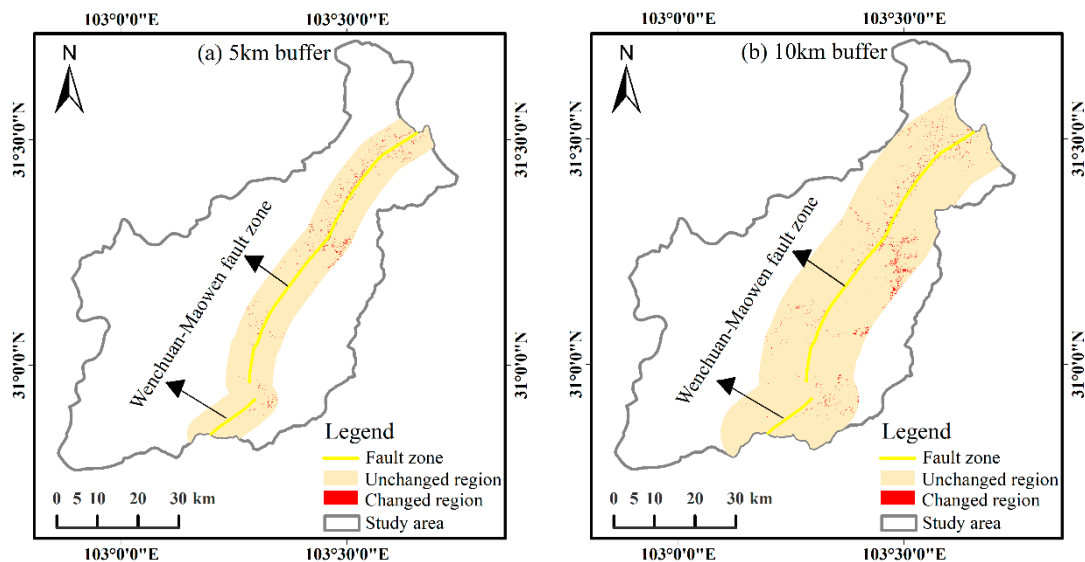 103°0'0"E
103°30'0"E
(a) 5km buffer
N
31°30'0"N
31°30'0"N
Wenchuan-Maowen fault zone
31°0'0"N
31°0'0"N
Legend
Fault zone
Unchanged region
Changed region
Study area
0 5 10 20 30 km
103°0'0"E
103°30'0"E
103°0'0"E
103°30'0"E
(b) 10km buffer
N
31°30'0"N
31°30'0"N
Wenchuan-Maowen fault zone
31°0'0"N
31°0'0"N
Legend
Fault zone
Unchanged region
Changed region
Study area
0 5 10 20 30 km
103°0'0"E
103°30'0"E